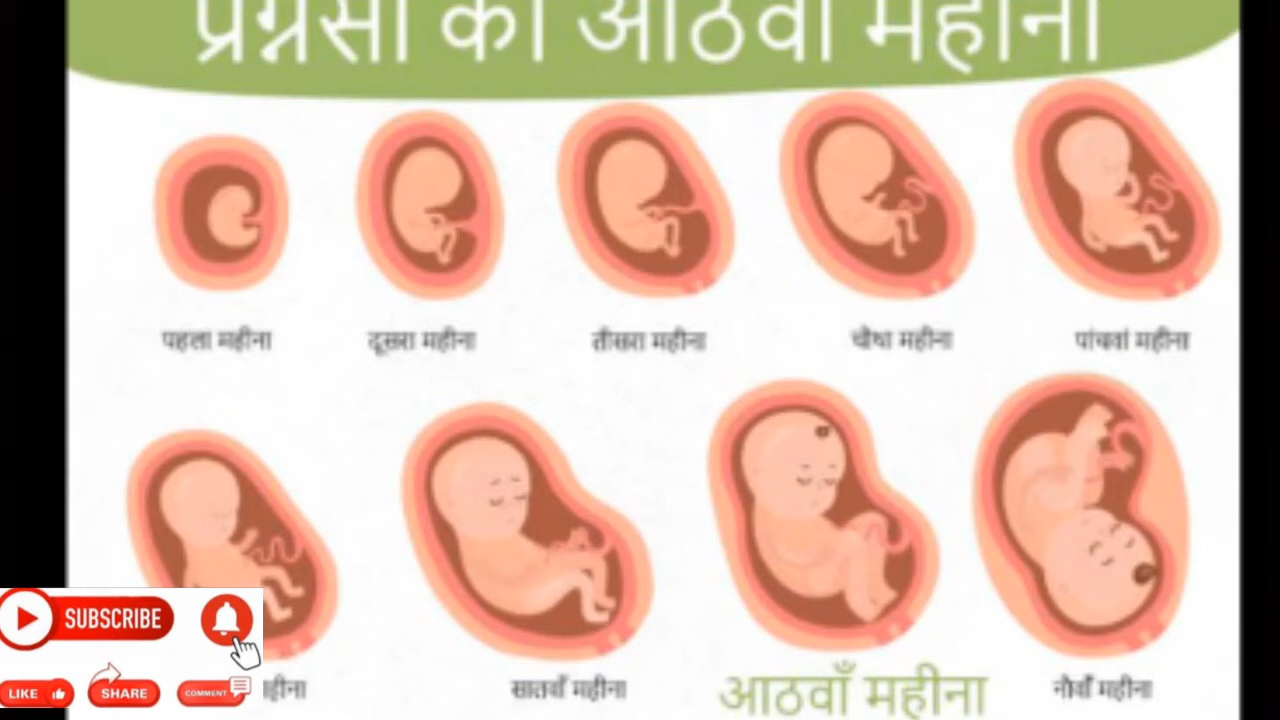 प्रेग्नेंसी का आठवां महीना
पहला महीना
दूसरा महीना
तीसरा महीना
चौथा महीना
पांचवां महीना
महीना
सातवाँ महीना
आठवाँ महीना
नौवाँ महीना
SUBSCRIBE
LIKE
SHARE
COMMENT